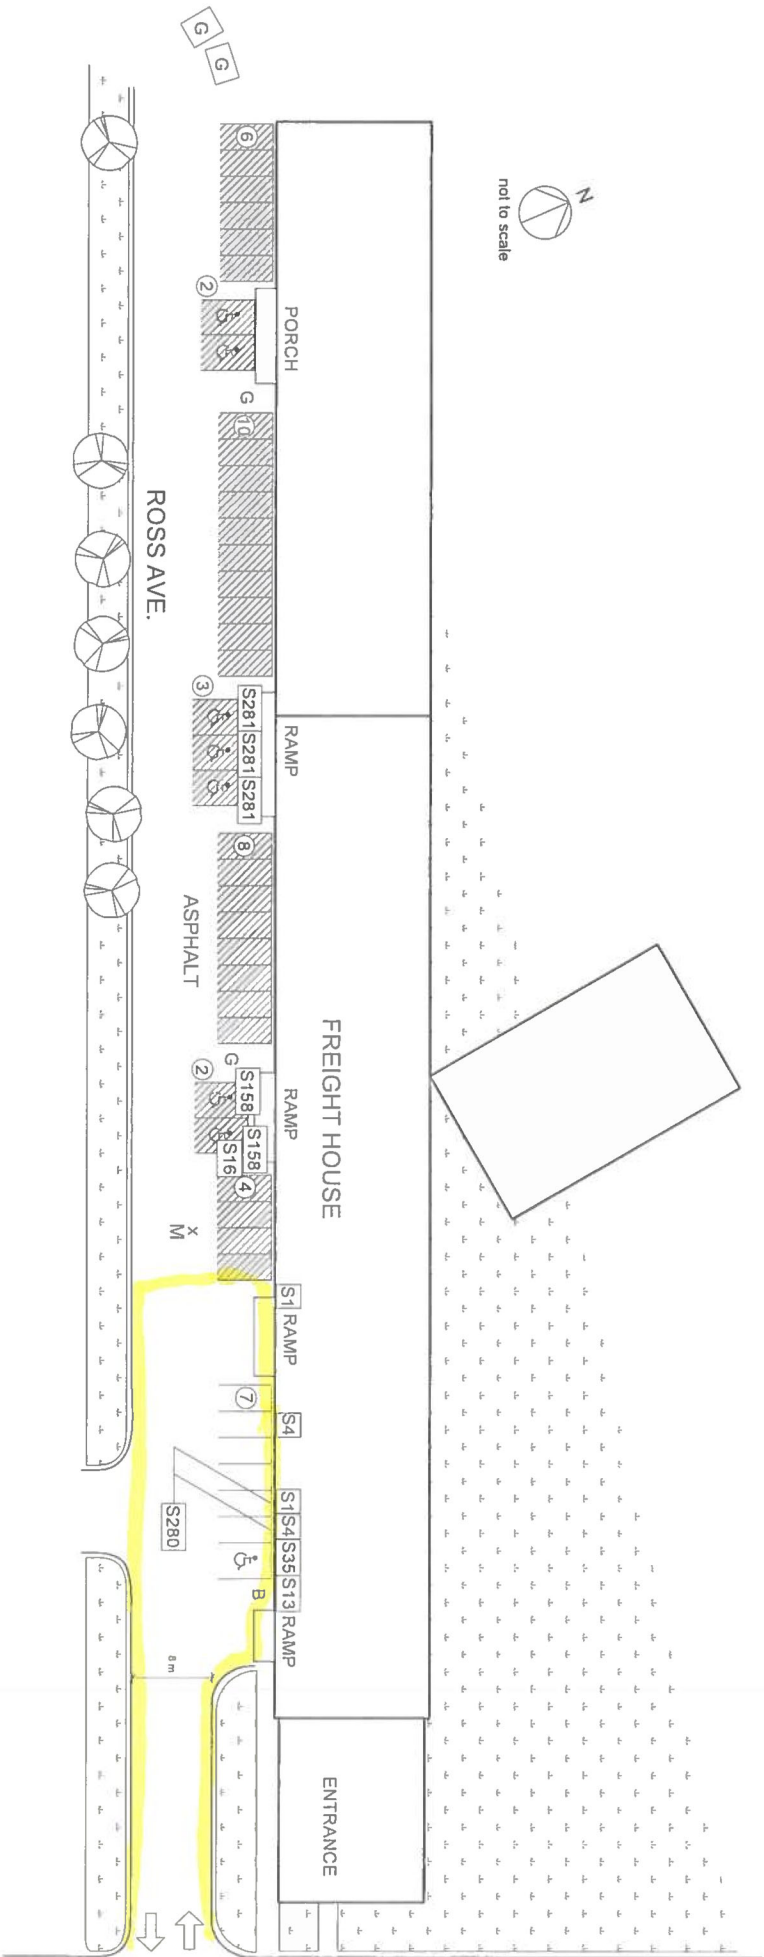 G
G
N
not to scale
6
2
PORCH
G
10
ROSS AVE.
3
S281 S281 S281
RAMP
8
ASPHALT
FREIGHT HOUSE
G
2
S158
RAMP
S158
S16
4
x
M
S1
RAMP
7
S4
S280
S1 S4 S35 S13
B
RAMP
8 m
ENTRANCE